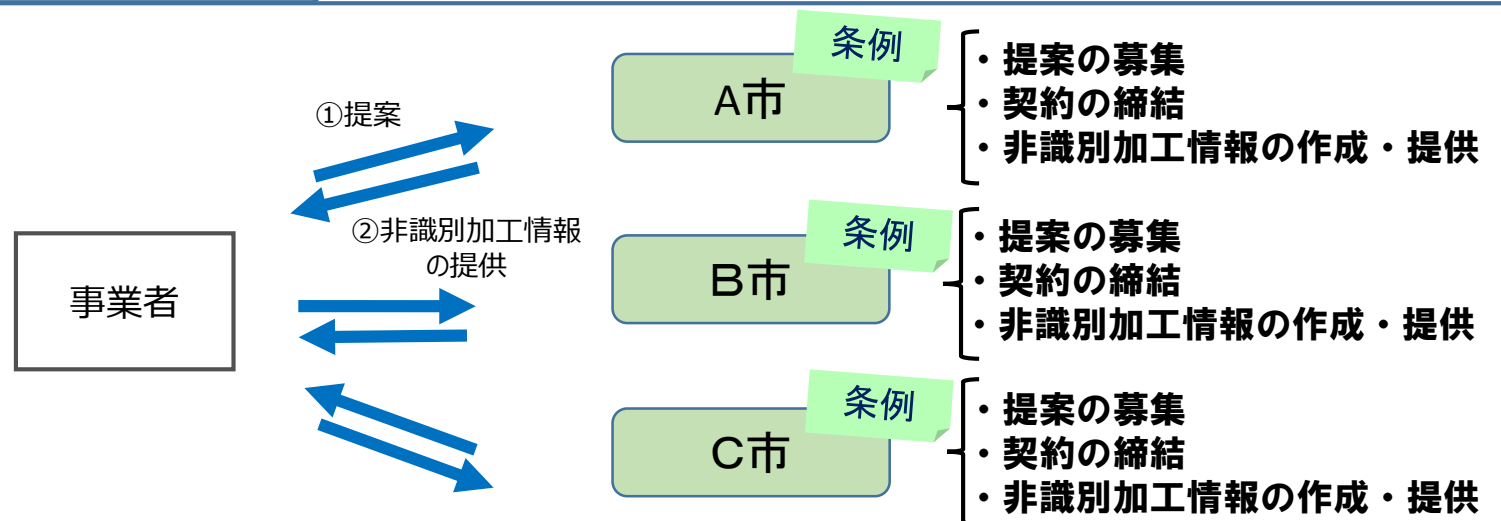 条例
A市
・提案の募集
・契約の締結
・非識別加工情報の作成・提供
①提案
②非識別加工情報
の提供
事業者
条例
B市
・提案の募集
・契約の締結
・非識別加工情報の作成・提供
条例
C市
・提案の募集
・契約の締結
・非識別加工情報の作成・提供